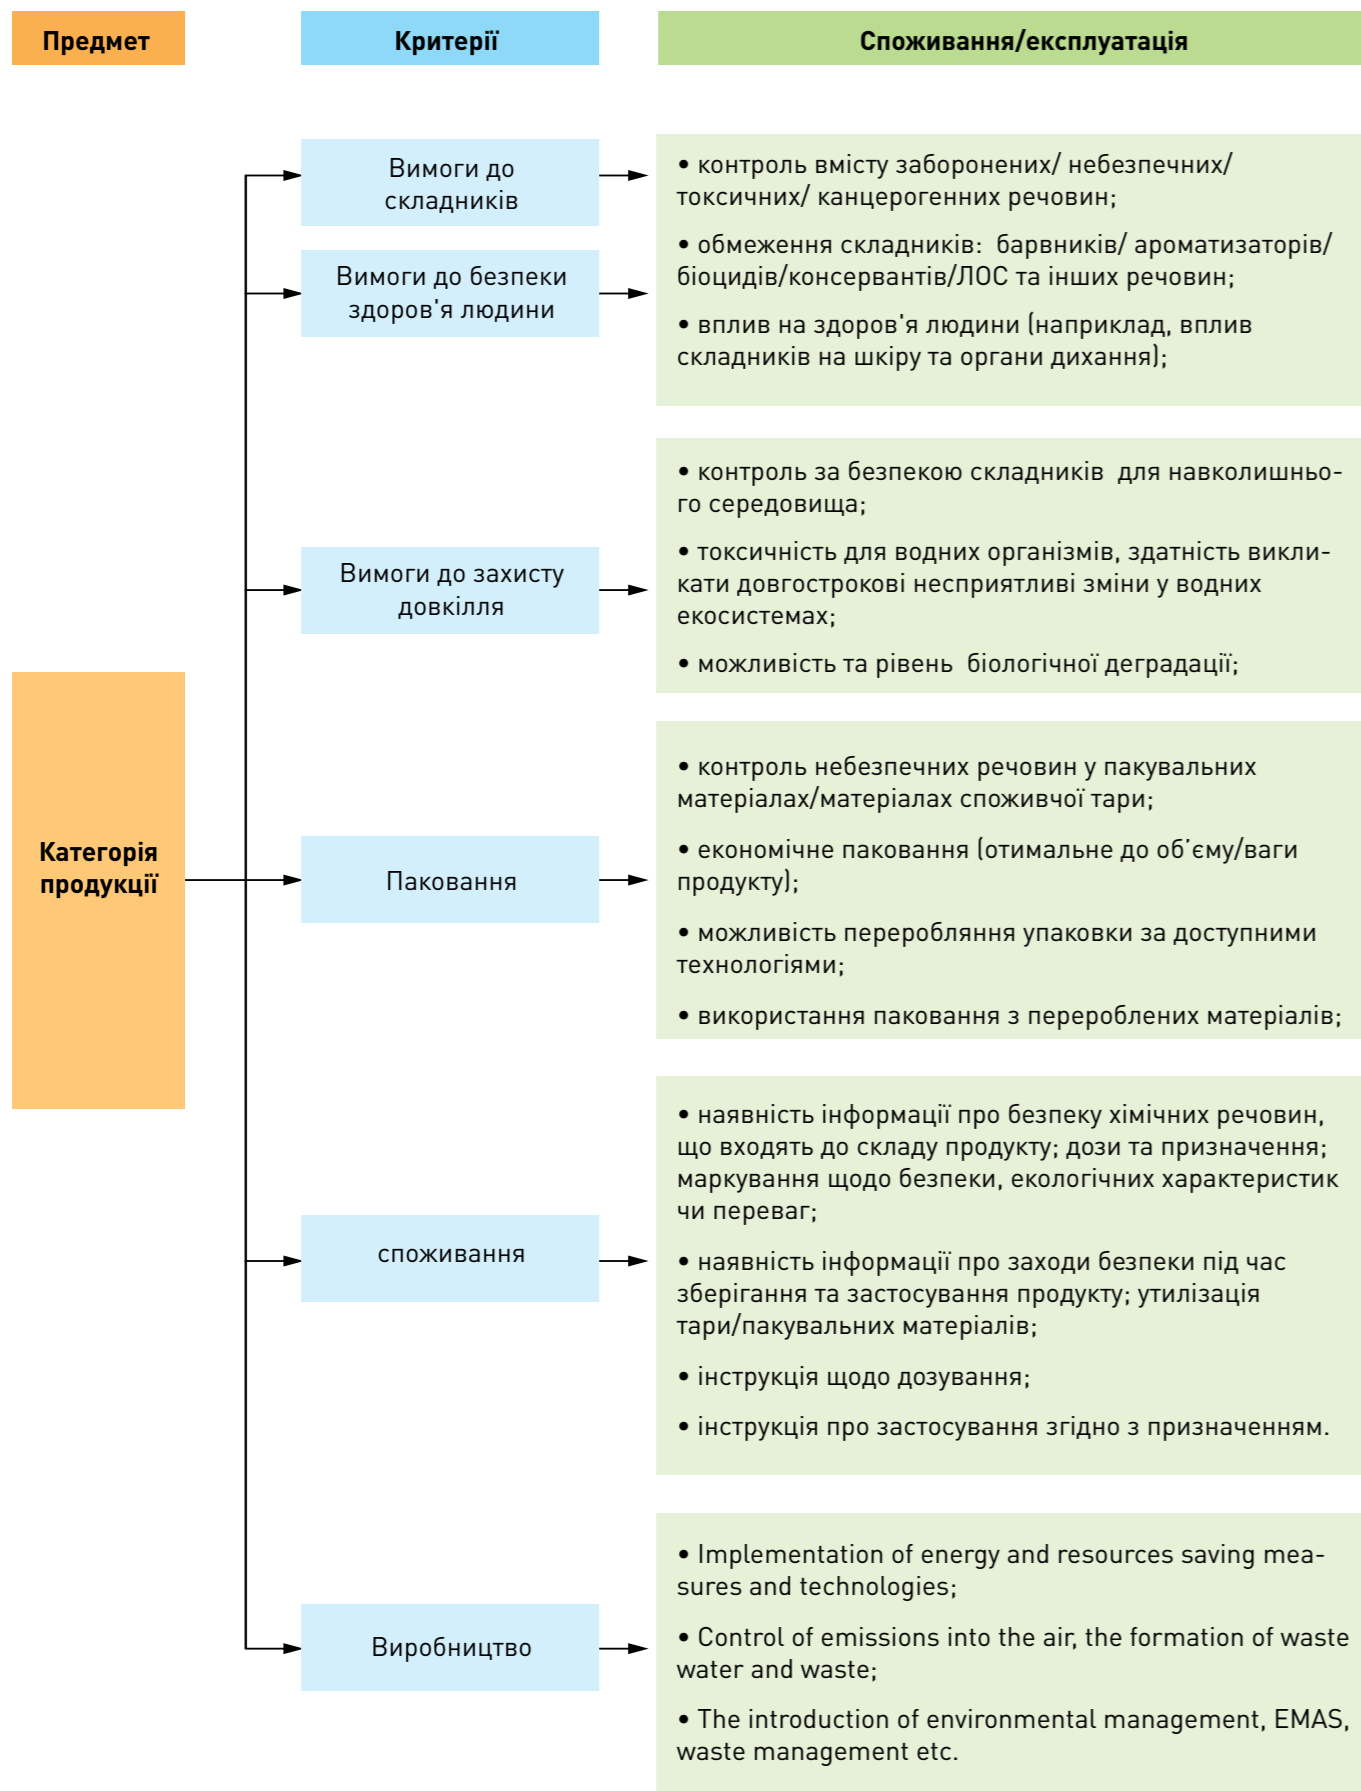 Предмет
Критерії
Споживання/експлуатація
Вимоги до
складників
• контроль вмісту заборонених/ небезпечних/
токсичних/ канцерогенних речовин;
• обмеження складників:  барвників/ ароматизаторів/
біоцидів/консервантів/ЛОС та інших речовин;
Вимоги до безпеки
здоров'я людини
• вплив на здоров'я людини (наприклад, вплив
складників на шкіру та органи дихання);
Вимоги до захисту
довкілля
• контроль за безпекою складників  для навколишньо-
го середовища;
• токсичність для водних організмів, здатність викли-
кати довгострокові несприятливі зміни у водних
екосистемах;
• можливість та рівень  біологічної деградації;
Категорія
продукції
Паковання
• контроль небезпечних речовин у пакувальних
матеріалах/матеріалах споживчої тари;
• економічне паковання (отимальне до об’єму/ваги
продукту);
• можливість переробляння упаковки за доступними
технологіями;
• використання паковання з перероблених матеріалів;
споживання
• наявність інформації про безпеку хімічних речовин,
що входять до складу продукту; дози та призначення;
маркування щодо безпеки, екологічних характеристик
чи переваг;
• наявність інформації про заходи безпеки під час
зберігання та застосування продукту; утилізація
тари/пакувальних матеріалів;
• інструкція щодо дозування;
• інструкція про застосування згідно з призначенням.
Виробництво
• Implementation of energy and resources saving mea-
sures and technologies;
• Control of emissions into the air, the formation of waste
water and waste;
• The introduction of environmental management, EMAS,
waste management etc.